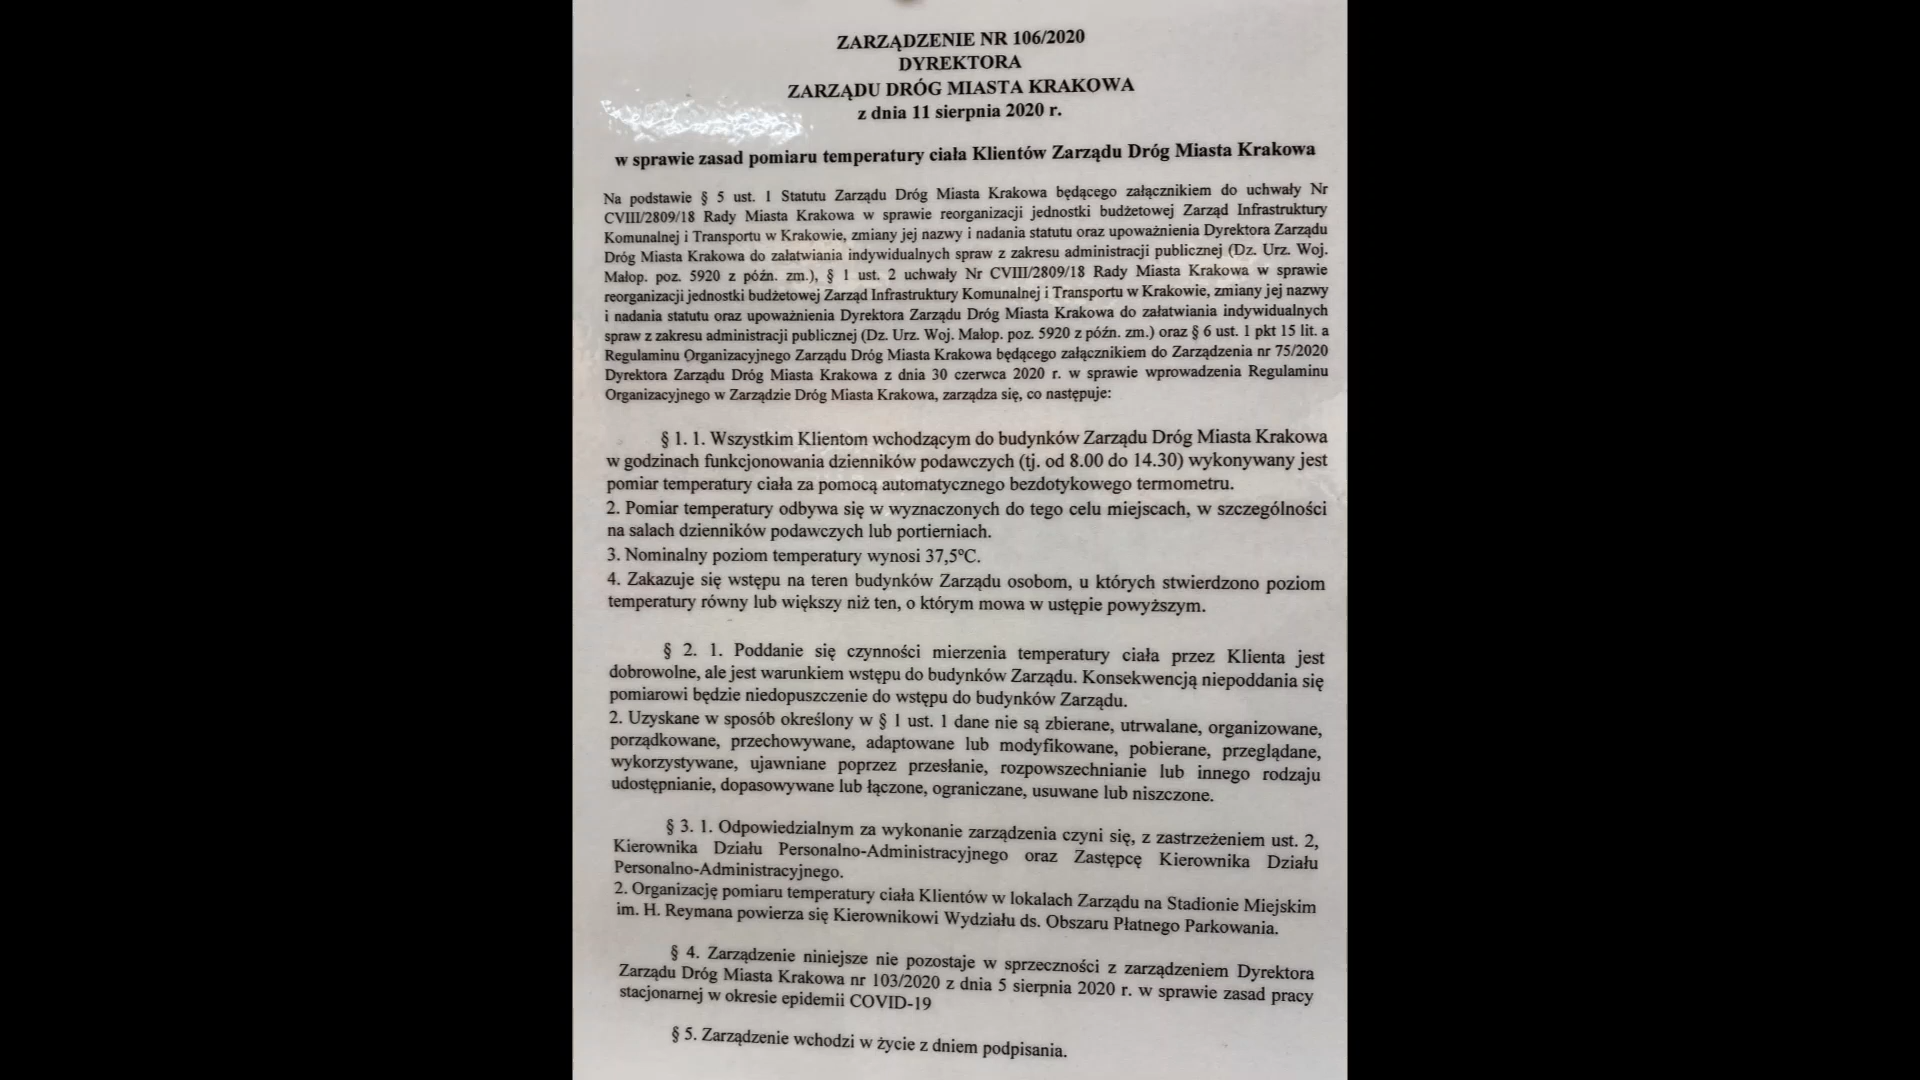 ZARZĄDZENIE NR 106/2020
DYREKTORA
ZARZĄDU DRÓG MIASTA KRAKOWA
z dnia 11 sierpnia 2020 r.
w sprawie zasad pomiaru temperatury ciała Klientów Zarządu Dróg Miasta Krakowa
Na podstawie § 5 ust. 1 Statutu Zarządu Dróg Miasta Krakowa będącego załącznikiem do uchwały Nr
CVIII/2809/18 Rady Miasta Krakowa w sprawie reorganizacji jednostki budżetowej Zarząd Infrastruktury
Komunalnej i Transportu w Krakowie, zmiany jej nazwy i nadania statutu oraz upoważnienia Dyrektora Zarządu
Dróg Miasta Krakowa do załatwiania indywidualnych spraw z zakresu administracji publicznej (Dz. Urz. Woj.
Małop. poz. 5920 z późn. zm.), § 1 ust. 2 uchwały Nr CVIII/2809/18 Rady Miasta Krakowa w sprawie
reorganizacji jednostki budżetowej Zarząd Infrastruktury Komunalnej i Transportu w Krakowie, zmiany jej nazwy
i nadania statutu oraz upoważnienia Dyrektora Zarządu Dróg Miasta Krakowa do załatwiania indywidualnych
spraw z zakresu administracji publicznej (Dz. Urz. Woj. Małop. poz. 5920 z późn. zm.) oraz § 6 ust. 1 pkt 15 lit. a
Regulaminu Organizacyjnego Zarządu Dróg Miasta Krakowa będącego załącznikiem do Zarządzenia nr 75/2020
Dyrektora Zarządu Dróg Miasta Krakowa z dnia 30 czerwca 2020 r. w sprawie wprowadzenia Regulaminu
Organizacyjnego w Zarządzie Dróg Miasta Krakowa, zarządza się, co następuje:
§ 1. 1. Wszystkim Klientom wchodzącym do budynków Zarządu Dróg Miasta Krakowa
w godzinach funkcjonowania dzienników podawczych (tj. od 8.00 do 14.30) wykonywany jest
pomiar temperatury ciała za pomocą automatycznego bezdotykowego termometru.
2. Pomiar temperatury odbywa się w wyznaczonych do tego celu miejscach, w szczególności
na salach dzienników podawczych lub portierniach.
3. Nominalny poziom temperatury wynosi 37,5°C.
4. Zakazuje się wstępu na teren budynków Zarządu osobom, u których stwierdzono poziom
temperatury równy lub większy niż ten, o którym mowa w ustępie powyższym.
§ 2. 1. Poddanie się czynności mierzenia temperatury ciała przez Klienta jest
dobrowolne, ale jest warunkiem wstępu do budynków Zarządu. Konsekwencją niepoddania się
pomiarowi będzie niedopuszczenie do wstępu do budynków Zarządu.
2. Uzyskane w sposób określony w § 1 ust. 1 dane nie są zbierane, utrwalane, organizowane,
porządkowane, przechowywane, adaptowane lub modyfikowane, pobierane, przeglądane,
wykorzystywane, ujawniane poprzez przesłanie, rozpowszechnianie lub innego rodzaju
udostępnianie, dopasowywane lub łączone, ograniczane, usuwane lub niszczone.
§ 3. 1. Odpowiedzialnym za wykonanie zarządzenia czyni się, z zastrzeżeniem ust. 2,
Kierownika Działu Personalno-Administracyjnego oraz Zastępcę Kierownika Działu
Personalno-Administracyjnego.
2. Organizację pomiaru temperatury ciała Klientów w lokalach Zarządu na Stadionie Miejskim
im. H. Reymana powierza się Kierownikowi Wydziału ds. Obszaru Płatnego Parkowania.
§ 4. Zarządzenie niniejsze nie pozostaje w sprzeczności z zarządzeniem Dyrektora
Zarządu Dróg Miasta Krakowa nr 103/2020 z dnia 5 sierpnia 2020 r. w sprawie zasad pracy
stacjonarnej w okresie epidemii COVID-19
§ 5. Zarządzenie wchodzi w życie z dniem podpisania.